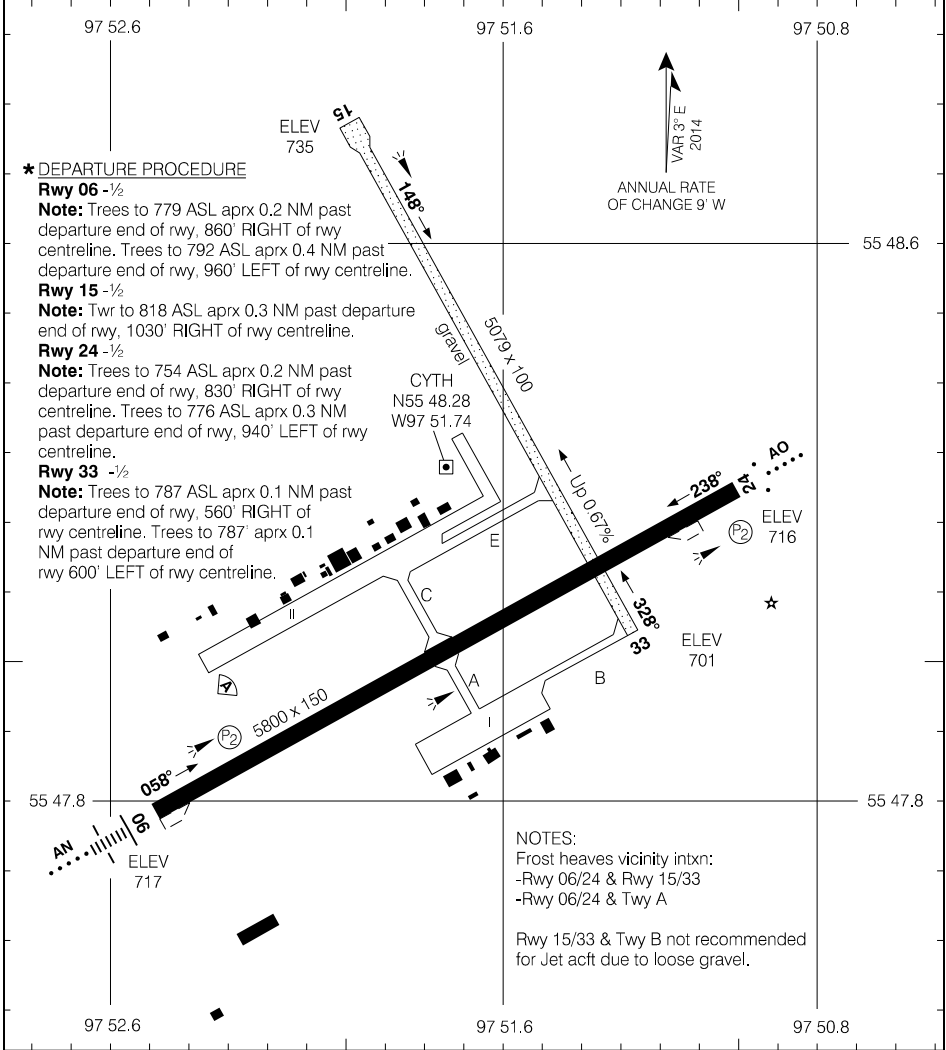 97 52.6
97 51.6
97 50.8
15
ELEV
735
VAR 3° E
2014
ANNUAL RATE
OF CHANGE 9' W
* DEPARTURE PROCEDURE
Rwy 06 -½
Note: Trees to 779 ASL aprx 0.2 NM past
departure end of rwy, 860' RIGHT of rwy
centreline. Trees to 792 ASL aprx 0.4 NM past
departure end of rwy, 960' LEFT of rwy centreline.
Rwy 15 -½
Note: Twr to 818 ASL aprx 0.3 NM past departure
end of rwy, 1030' RIGHT of rwy centreline.
Rwy 24 -½
Note: Trees to 754 ASL aprx 0.2 NM past
departure end of rwy, 830' RIGHT of rwy
centreline. Trees to 776 ASL aprx 0.3 NM
past departure end of rwy, 940' LEFT of rwy
centreline.
Rwy 33 -½
Note: Trees to 787 ASL aprx 0.1 NM past
departure end of rwy, 560' RIGHT of
rwy centreline. Trees to 787' aprx 0.1
NM past departure end of
rwy 600' LEFT of rwy centreline.
148°
55 48.6
gravel
5079 x 100
CYTH
N55 48.28
W97 51.74
Up 0.67%
238°
24
AO
P2
ELEV
716
E
C
II
328°
33
ELEV
701
A
B
A
I
5800 x 150
P2
058°
06
AN
55 47.8
55 47.8
ELEV
717
NOTES:
Frost heaves vicinity intxn:
-Rwy 06/24 & Rwy 15/33
-Rwy 06/24 & Twy A
Rwy 15/33 & Twy B not recommended
for Jet acft due to loose gravel.
97 52.6
97 51.6
97 50.8